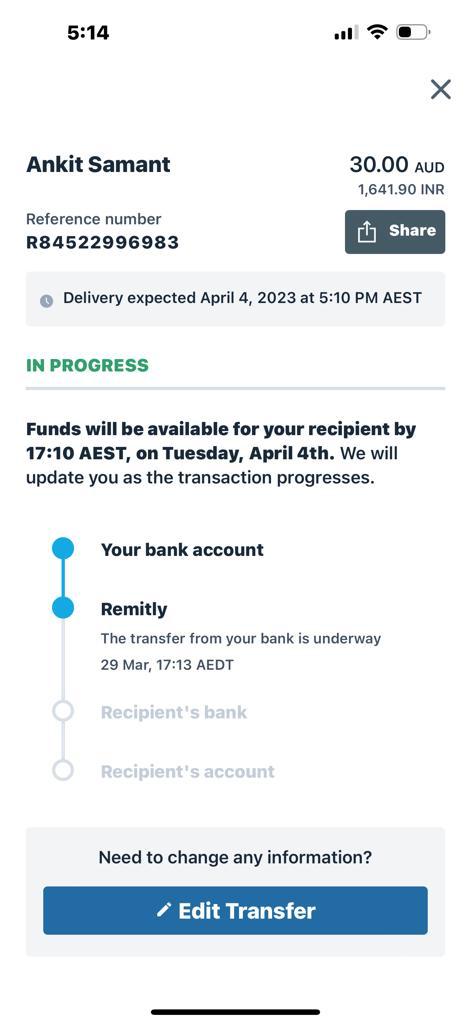 5:14
Ankit Samant
30.00 AUD
1,641.90 INR
Reference number
R84522996983
Share
Delivery expected April 4, 2023 at 5:10 PM AEST
IN PROGRESS
Funds will be available for your recipient by
17:10 AEST, on Tuesday, April 4th. We will
update you as the transaction progresses.
Your bank account
Remitly
The transfer from your bank is underway
29 Mar, 17:13 AEDT
Recipient's bank
Recipient's account
Need to change any information?
Edit Transfer